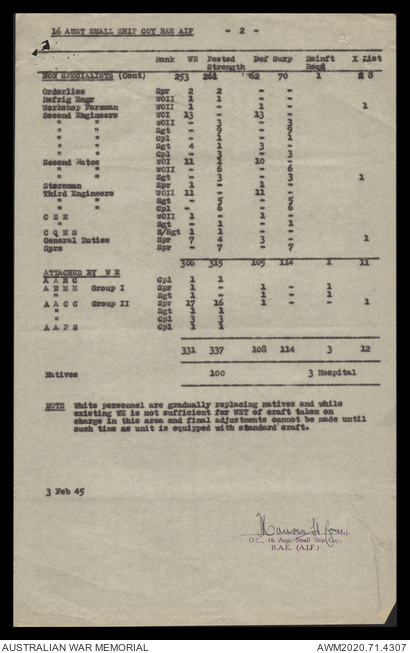 16 AUST SMALL SHIP COY RAE AIF - 2 -
Rank WE Posted Strength Def Surp Reinft Reqd X List
NON SPECIALISTS (Cont) 253 261 62 70 1 8
Orderlies Spr 2 2 - -
Refrig Engr WOII 1 1 - -
Workshop Foreman WOII 1 - 1 - 1
Second Engineers WOI 13 - 13 -
" " WOII - 3 - 3
" " Sgt - 9 - 9
" " Cpl - 1 - 1
" " Sgt 4 1 3 -
" " Cpl - 3 - 3
Second Mates WOI 11 1 10 -
" " WOII - 6 - 6
" " Sgt - 3 - 3 1
Storeman Spr 1 - 1 -
Third Engineers WOII 11 - 11 -
" " Sgt - 5 - 5
" " Cpl - 6 - 6
C S M WOII 1 - 1 -
" Sgt - 1 - 1
C Q M S S/Sgt 1 1 - -
General Duties Spr 7 4 3 - 1
Sprs Spr - 7 - 7
306 315 105 114 1 11
ATTACHED BY W E
A A M C Cpl 1 1
A E M E Group I Spr 1 - 1 - 1
" Sgt 1 - 1 - 1
A A C C Group II Spr 17 16 1 - - 1
" Sgt 1 1
" Cpl 3 3
A A P S Cpl 1 1
331 337 108 114 3 12
Natives 100 3 Hospital
NOTE White personnel are gradually replacing natives and while
existing WE is not sufficient for WET of craft taken on
charge in this area and final adjustments cannot be made until
such time as unit is equipped with standard craft.
3 Feb 45
O.C. 16 Aust Small Ship Coy.
R.A.E. (A.I.F.)
AUSTRALIAN WAR MEMORIAL AWM2020.71.4307